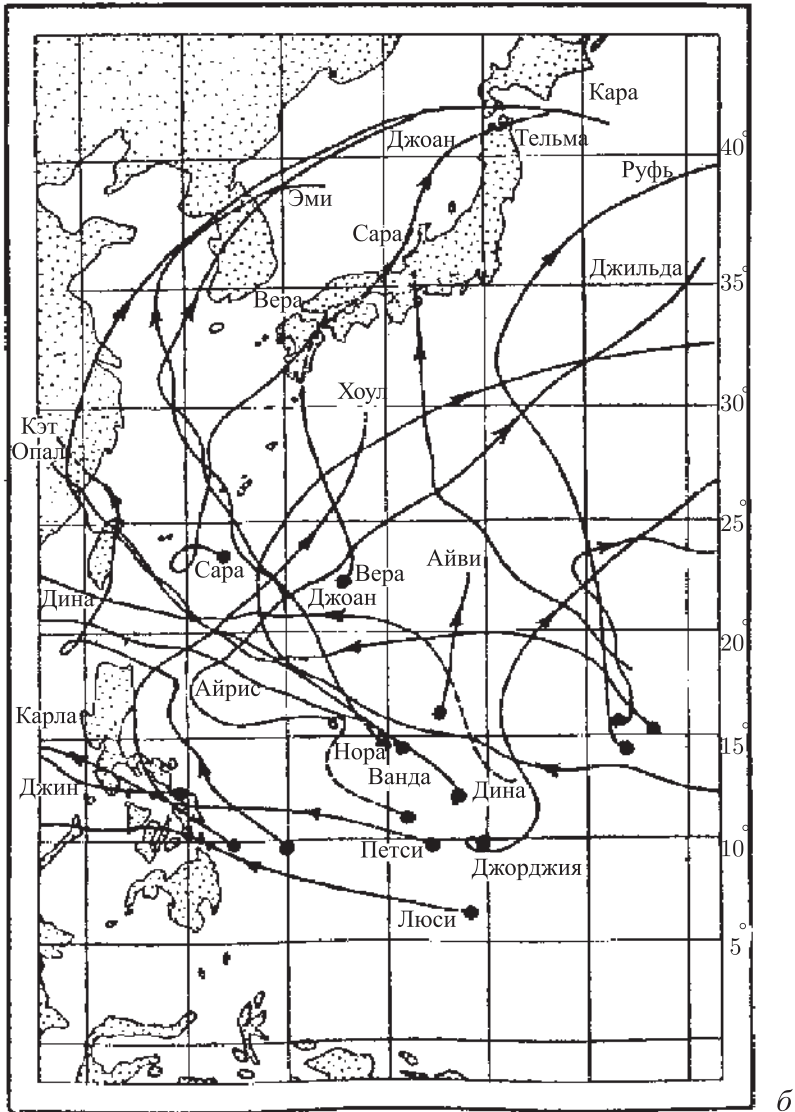 Кара
Джоан
Тельма
40°
Руфь
Эми
Сара
Джильда
35°
Вера
Хоул
30°
Кэт
Опал
25°
Айви
Сара
Вера
Джоан
Дина
20°
Айрис
Карла
Нора
15°
Ванда
Джин
Дина
Петси
10°
Джорджия
Люси
5°
б